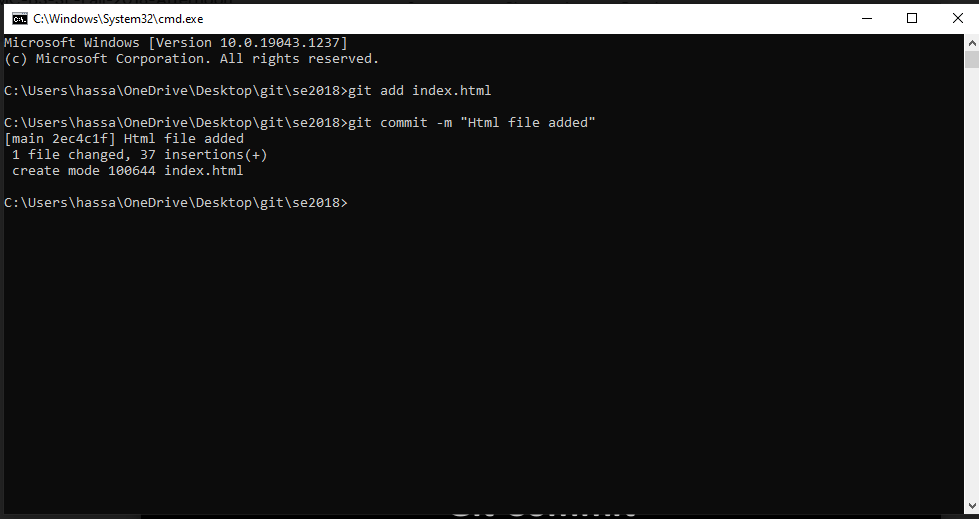 C:\Windows\System32\cmd.exe
Microsoft Windows [Version 10.0.19043.1237]
(c) Microsoft Corporation. All rights reserved.
C:\Users\hassa\OneDrive\Desktop\git\se2018>git add index.html
C:\Users\hassa\OneDrive\Desktop\git\se2018>git commit -m "Html file added"
[main 2ec4c1f] Html file added
 1 file changed, 37 insertions(+)
 create mode 100644 index.html
C:\Users\hassa\OneDrive\Desktop\git\se2018>
Git Commit